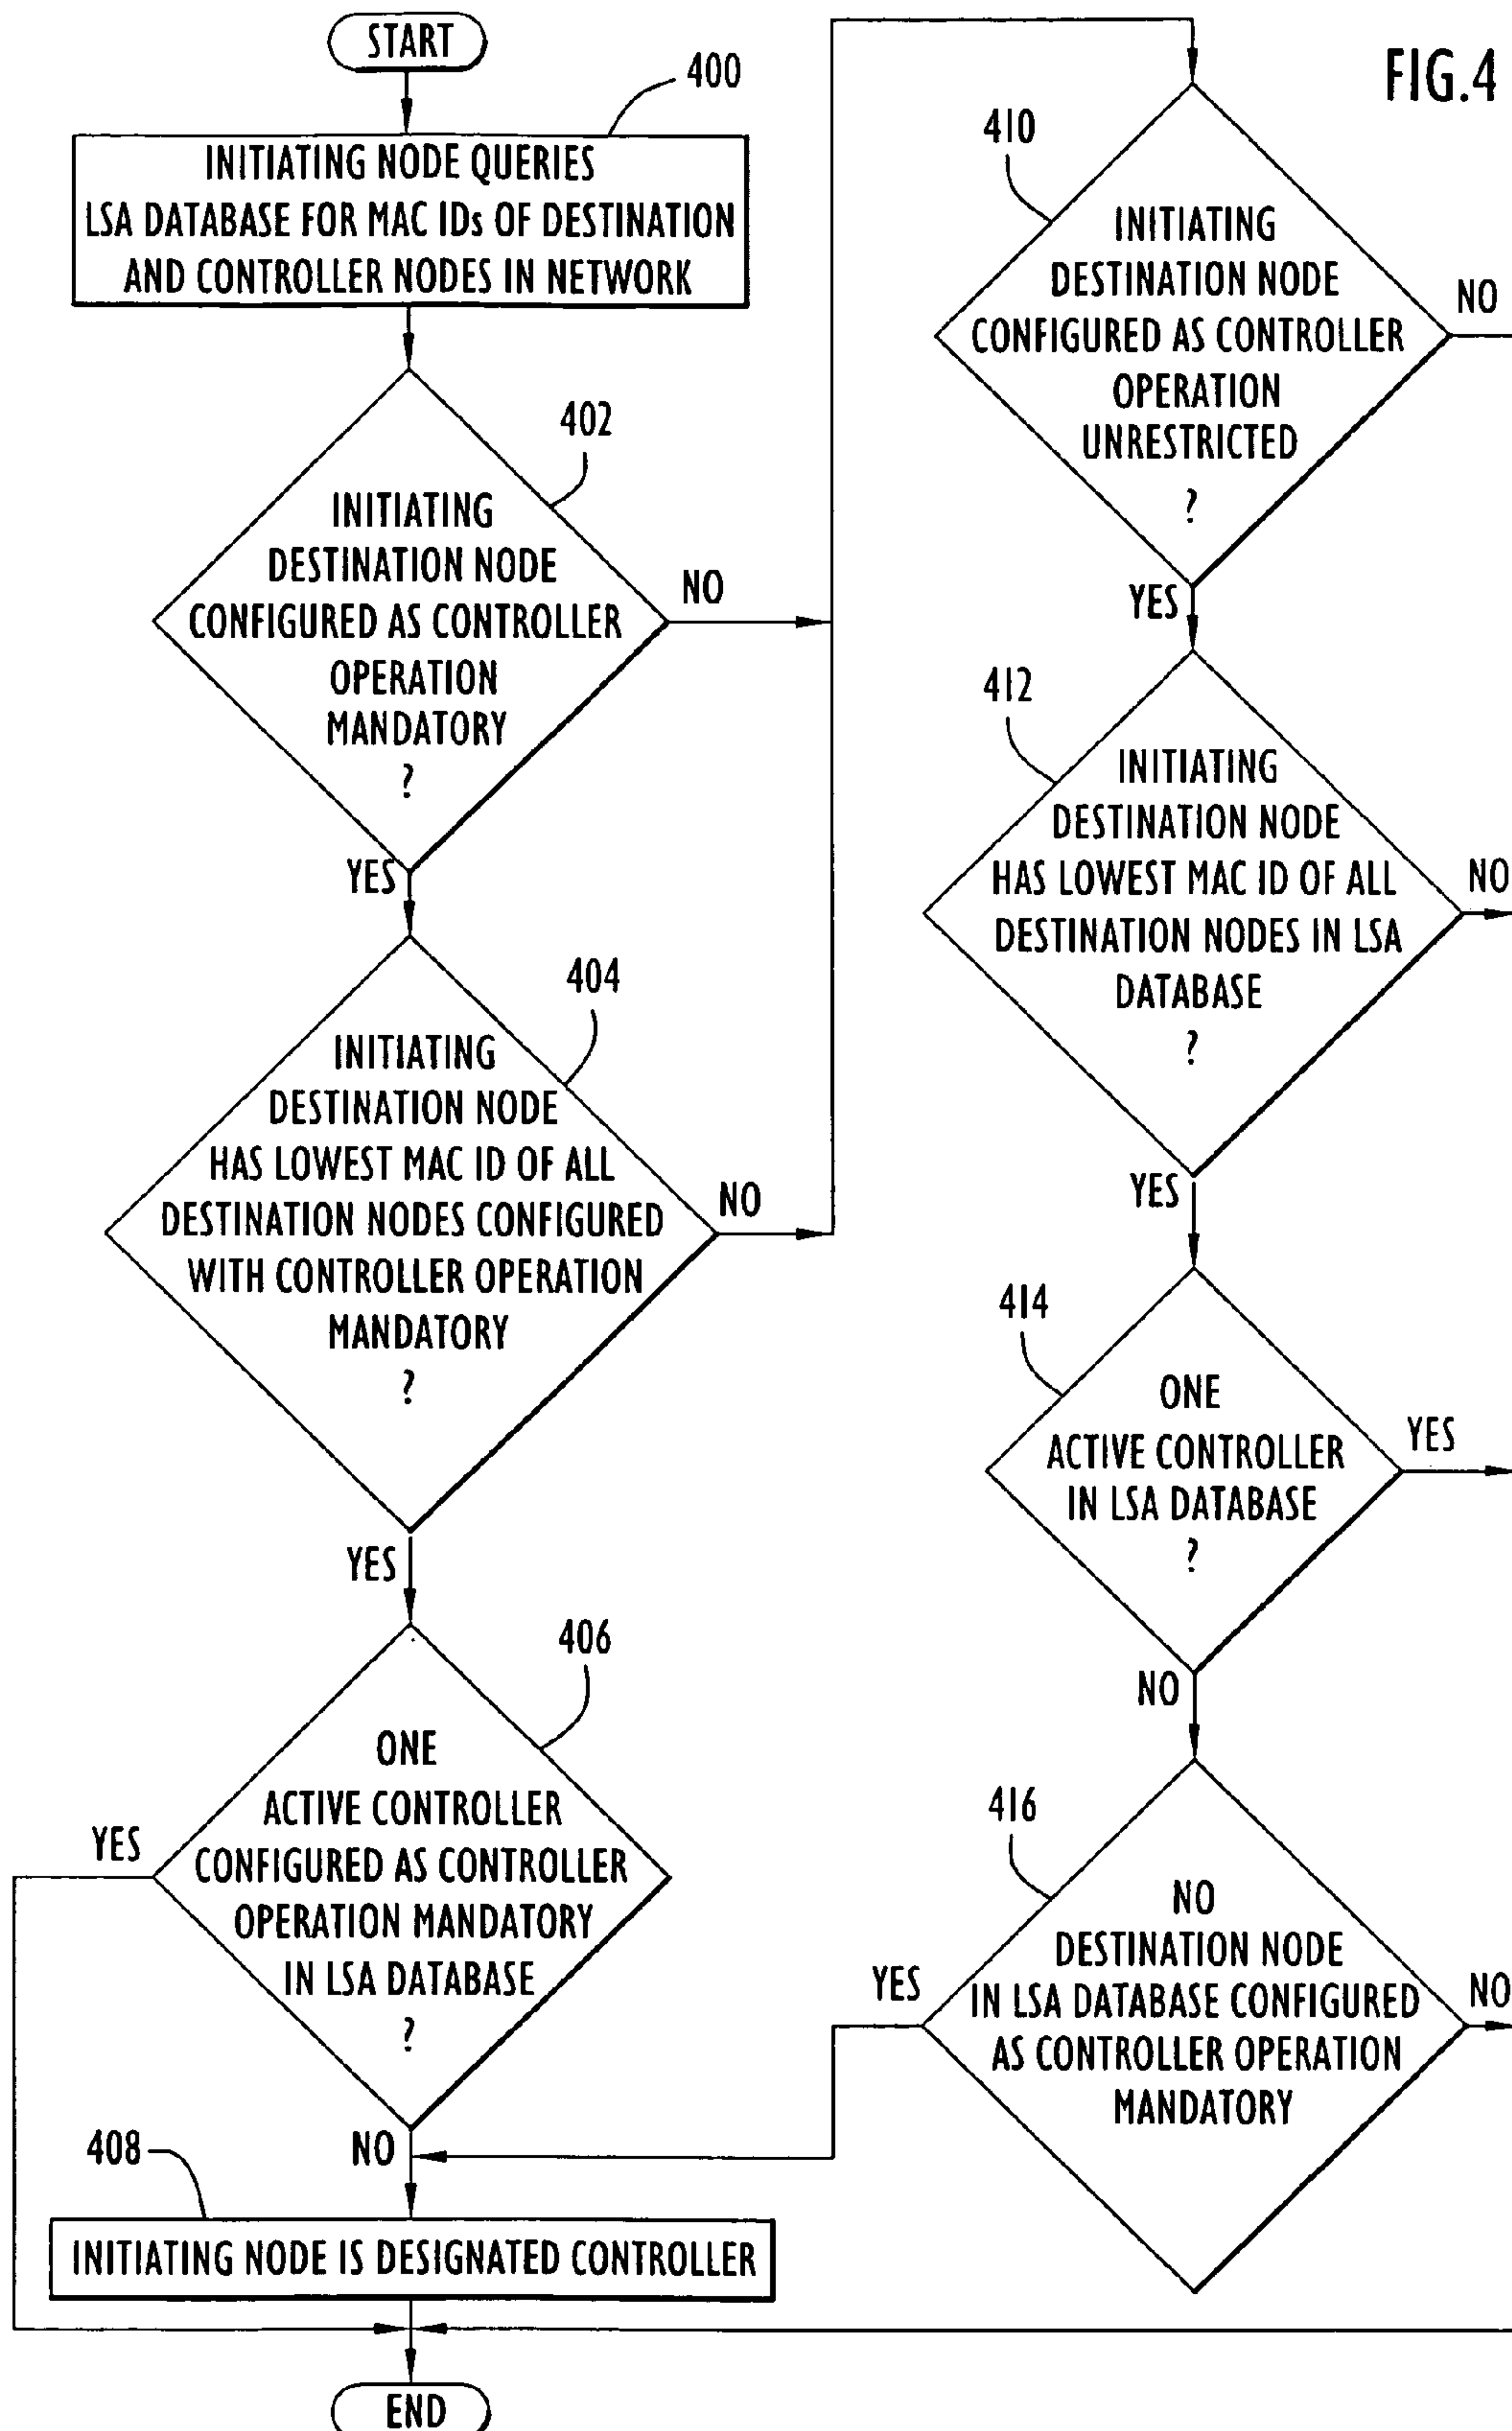 FIG.4
START
400
INITIATING NODE QUERIES
LSA DATABASE FOR MAC IDs OF DESTINATION
AND CONTROLLER NODES IN NETWORK
402
INITIATING
DESTINATION NODE
CONFIGURED AS CONTROLLER
OPERATION
MANDATORY
?
NO
YES
404
INITIATING
DESTINATION NODE
HAS LOWEST MAC ID OF ALL
DESTINATION NODES CONFIGURED
WITH CONTROLLER OPERATION
MANDATORY
?
NO
YES
406
ONE
ACTIVE CONTROLLER
CONFIGURED AS CONTROLLER
OPERATION MANDATORY
IN LSA DATABASE
?
YES
NO
408
INITIATING NODE IS DESIGNATED CONTROLLER
END
410
INITIATING
DESTINATION NODE
CONFIGURED AS CONTROLLER
OPERATION
UNRESTRICTED
?
NO
YES
412
INITIATING
DESTINATION NODE
HAS LOWEST MAC ID OF ALL
DESTINATION NODES IN LSA
DATABASE
?
NO
YES
414
ONE
ACTIVE CONTROLLER
IN LSA DATABASE
?
YES
NO
416
NO
DESTINATION NODE
IN LSA DATABASE CONFIGURED
AS CONTROLLER OPERATION
MANDATORY
YES
NO